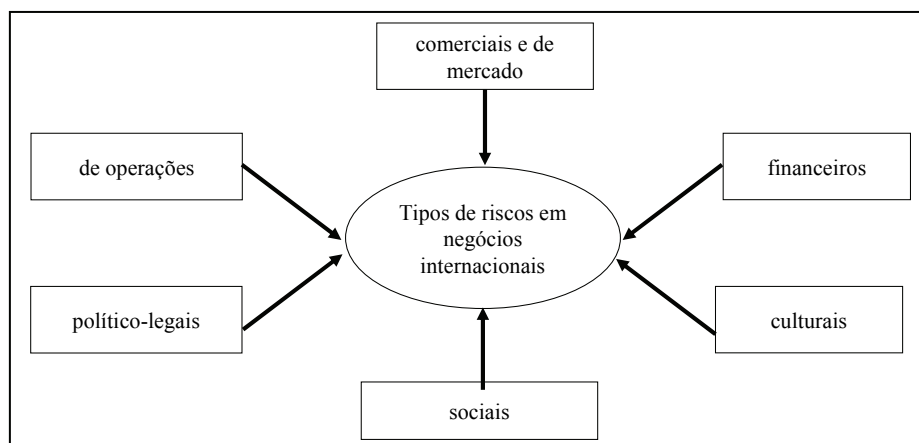 comerciais e de
mercado
de operações
financeiros
Tipos de riscos em
negócios
internacionais
político-legais
culturais
sociais